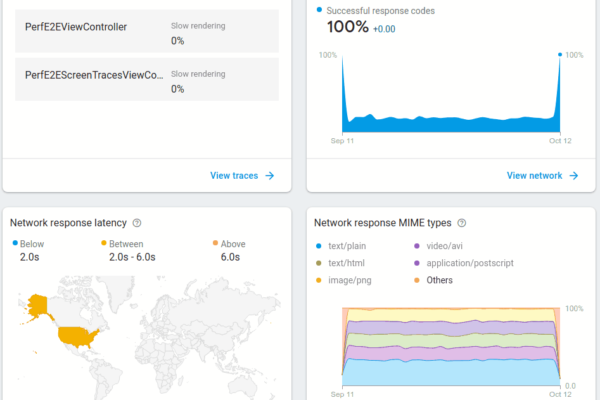 PerfE2EViewController
Slow rendering
0%
PerfE2EScreenTracesViewCo...
Slow rendering
0%
View traces
Successful response codes
100% +0.00
100%
100%
Sep 11
Oct 12
View network
Network response latency
Below
2.0s
Between
2.0s - 6.0s
Above
6.0s
Network response MIME types
text/plain
video/avi
text/html
application/postscript
image/png
Others
100%
0.0
Sep 11
Oct 12